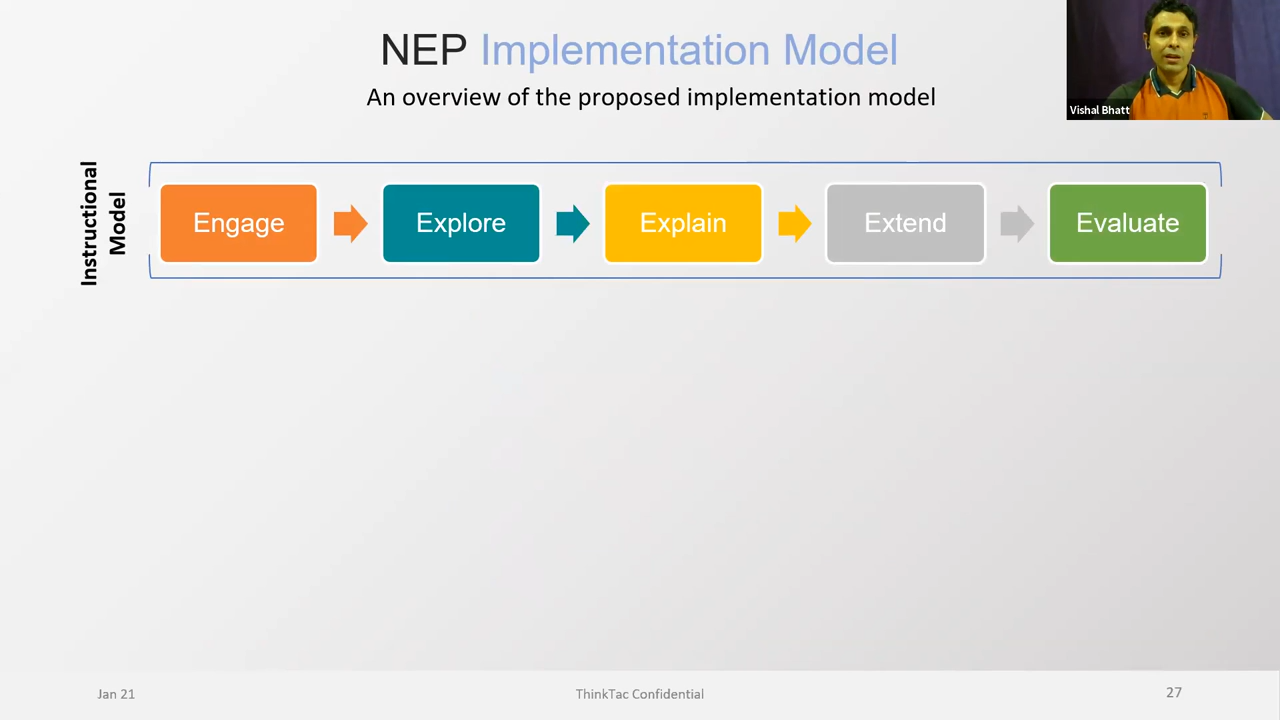 NEP Implementation Model
An overview of the proposed implementation model
Vishal Bhatt
Instructional
Model
Engage
Explore
Explain
Extend
Evaluate
Jan 21
ThinkTac Confidential
27